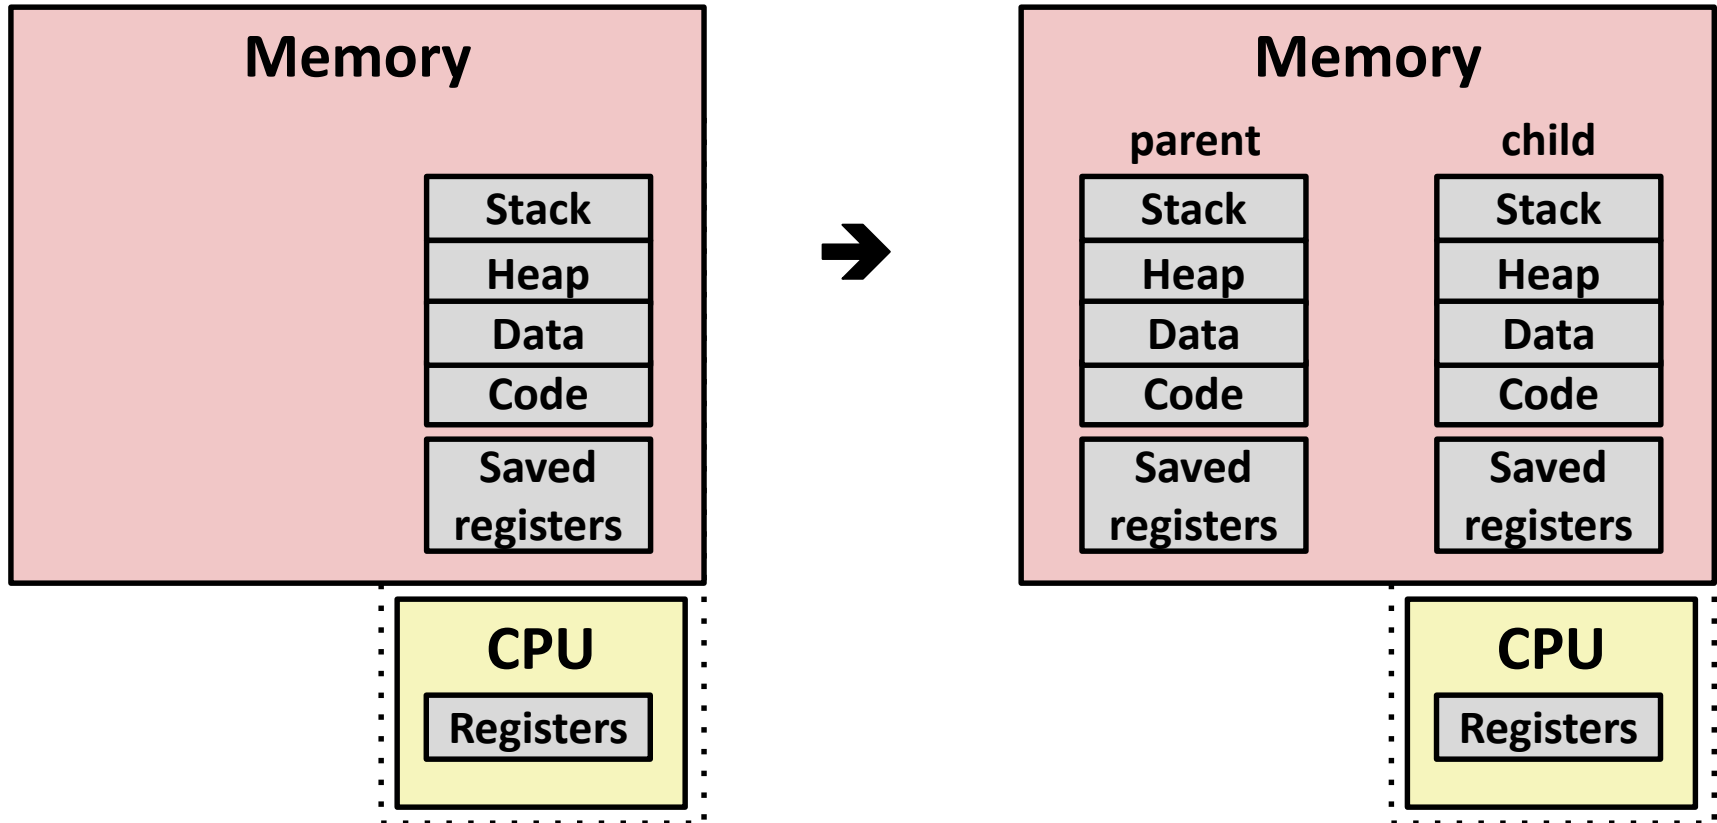 Memory
Stack
Heap
Data
Code
Saved
registers
CPU
Registers
➔
Memory
parent
child
Stack
Heap
Data
Code
Saved
registers
Stack
Heap
Data
Code
Saved
registers
CPU
Registers